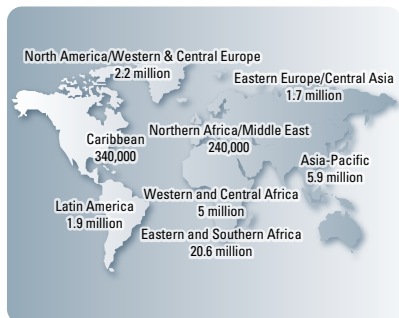 North America/Western & Central Europe
2.2 million
Eastern Europe/Central Asia
1.7 million
Caribbean
340,000
Northern Africa/Middle East
240,000
Asia-Pacific
5.9 million
Latin America
1.9 million
Western and Central Africa
5 million
Eastern and Southern Africa
20.6 million